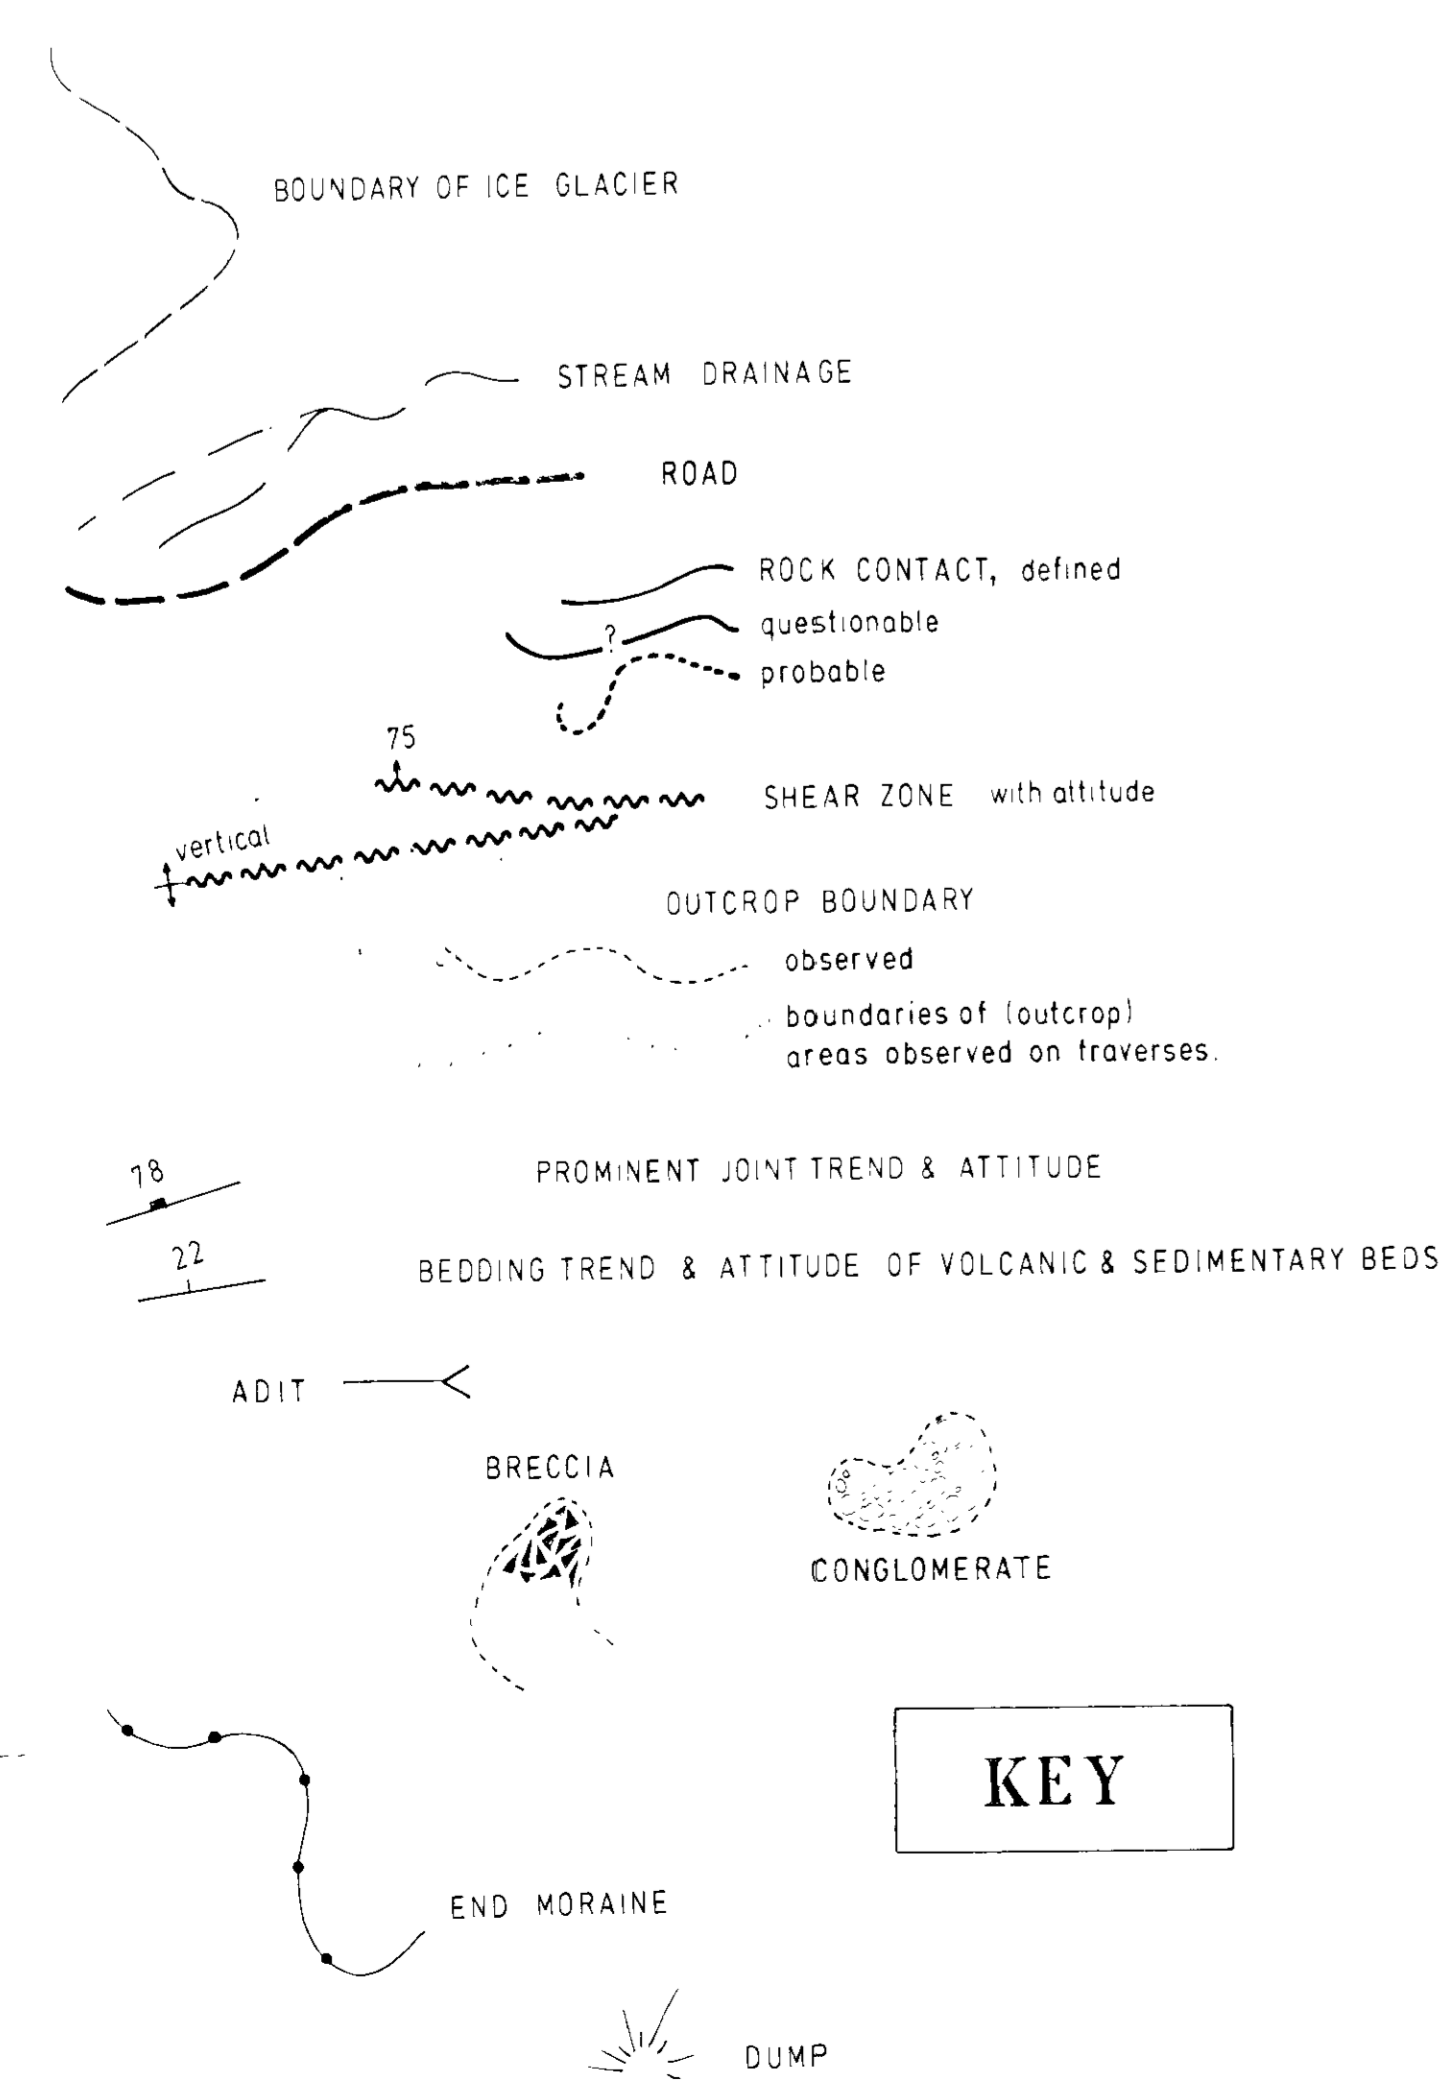 BOUNDARY OF ICE GLACIER
STREAM DRAINAGE
ROAD
ROCK CONTACT, defined
?
questionable
probable
75
SHEAR ZONE with attitude
vertical
OUTCROP BOUNDARY
observed
boundaries of (outcrop)
areas observed on traverses.
78
PROMINENT JOINT TREND & ATTITUDE
22
BEDDING TREND & ATTITUDE OF VOLCANIC & SEDIMENTARY BEDS
ADIT
BRECCIA
CONGLOMERATE
KEY
END MORAINE
DUMP